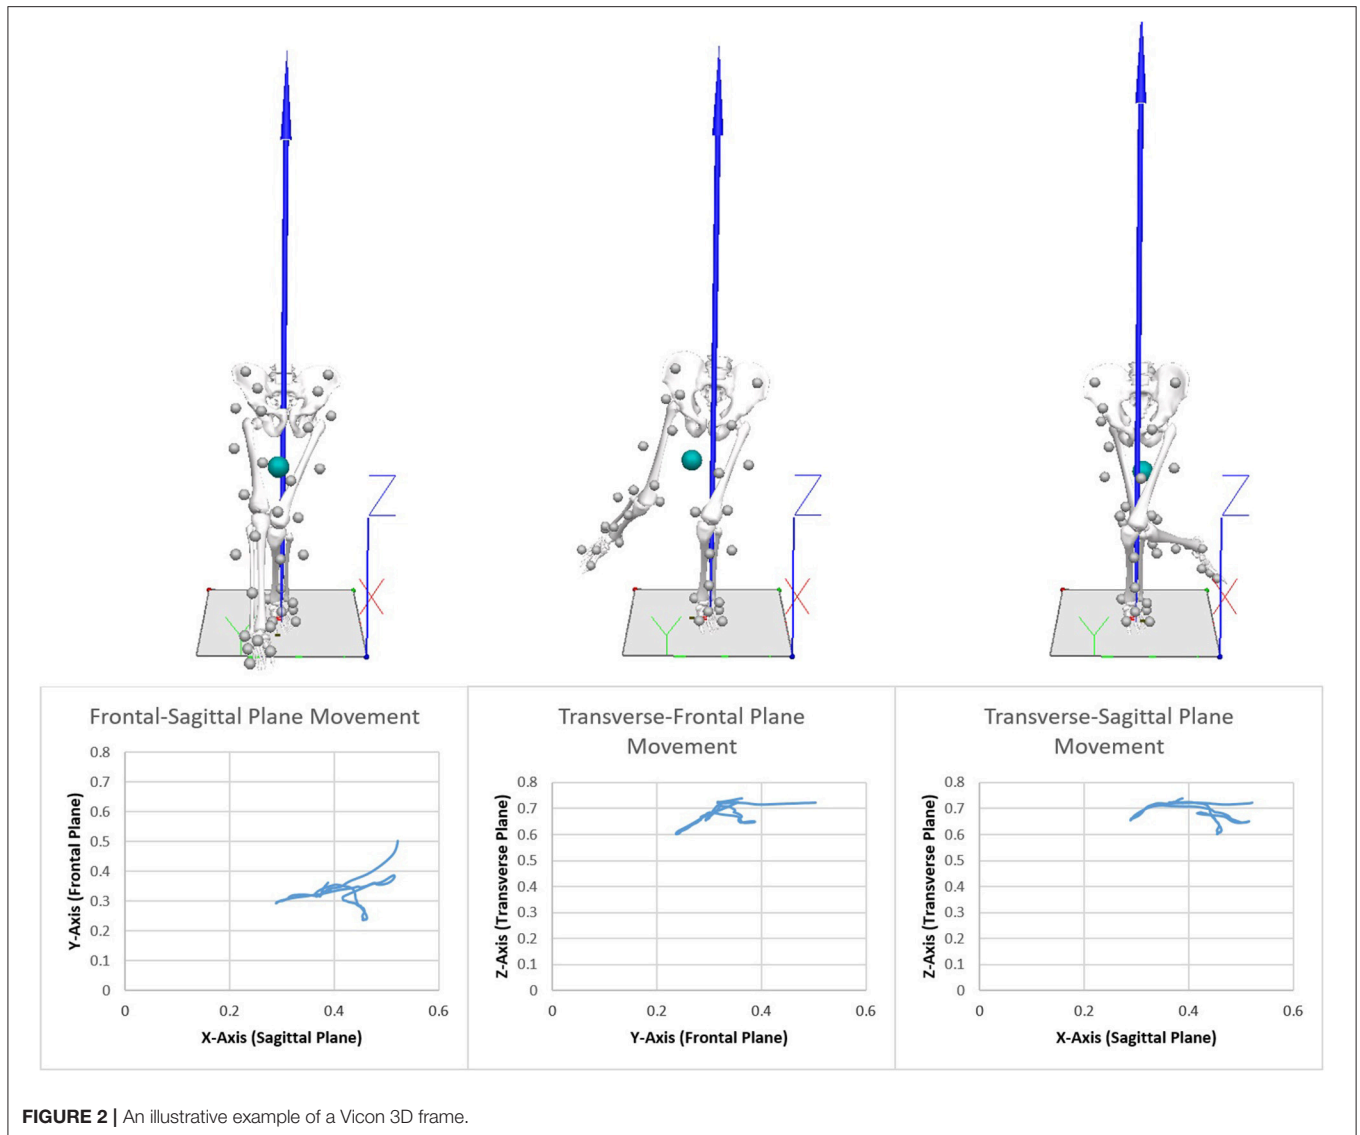 Z
X
Y
Z
X
Y
Z
X
Y
Frontal-Sagittal Plane Movement
0.8
0.7
0.6
0.5
0.4
0.3
0.2
0.1
0
0
0.2
0.4
0.6
Y-Axis (Frontal Plane)
X-Axis (Sagittal Plane)
Transverse-Frontal Plane
Movement
0.8
0.7
0.6
0.5
0.4
0.3
0.2
0.1
0
0
0.2
0.4
0.6
Z-Axis (Transverse Plane)
Y-Axis (Frontal Plane)
Transverse-Sagittal Plane
Movement
0.8
0.7
0.6
0.5
0.4
0.3
0.2
0.1
0
0
0.2
0.4
0.6
Z-Axis (Transverse Plane)
X-Axis (Sagittal Plane)
FIGURE 2 | An illustrative example of a Vicon 3D frame.